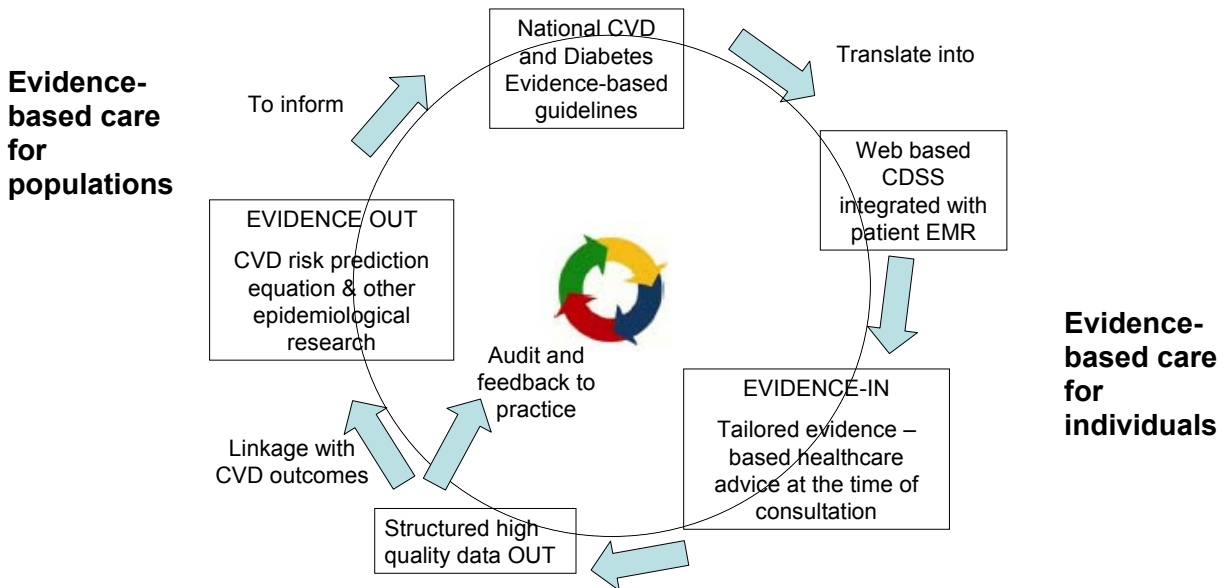 National CVD
and Diabetes
Evidence-based
guidelines
Translate into
Evidence-
based care
for
populations
To inform
Web based
CDSS
integrated with
patient EMR
EVIDENCE OUT
CVD risk prediction
equation & other
epidemiological
research
Evidence-
based care
for
individuals
Audit and
feedback to
practice
EVIDENCE-IN
Tailored evidence –
based healthcare
advice at the time of
consultation
Linkage with
CVD outcomes
Structured high
quality data OUT